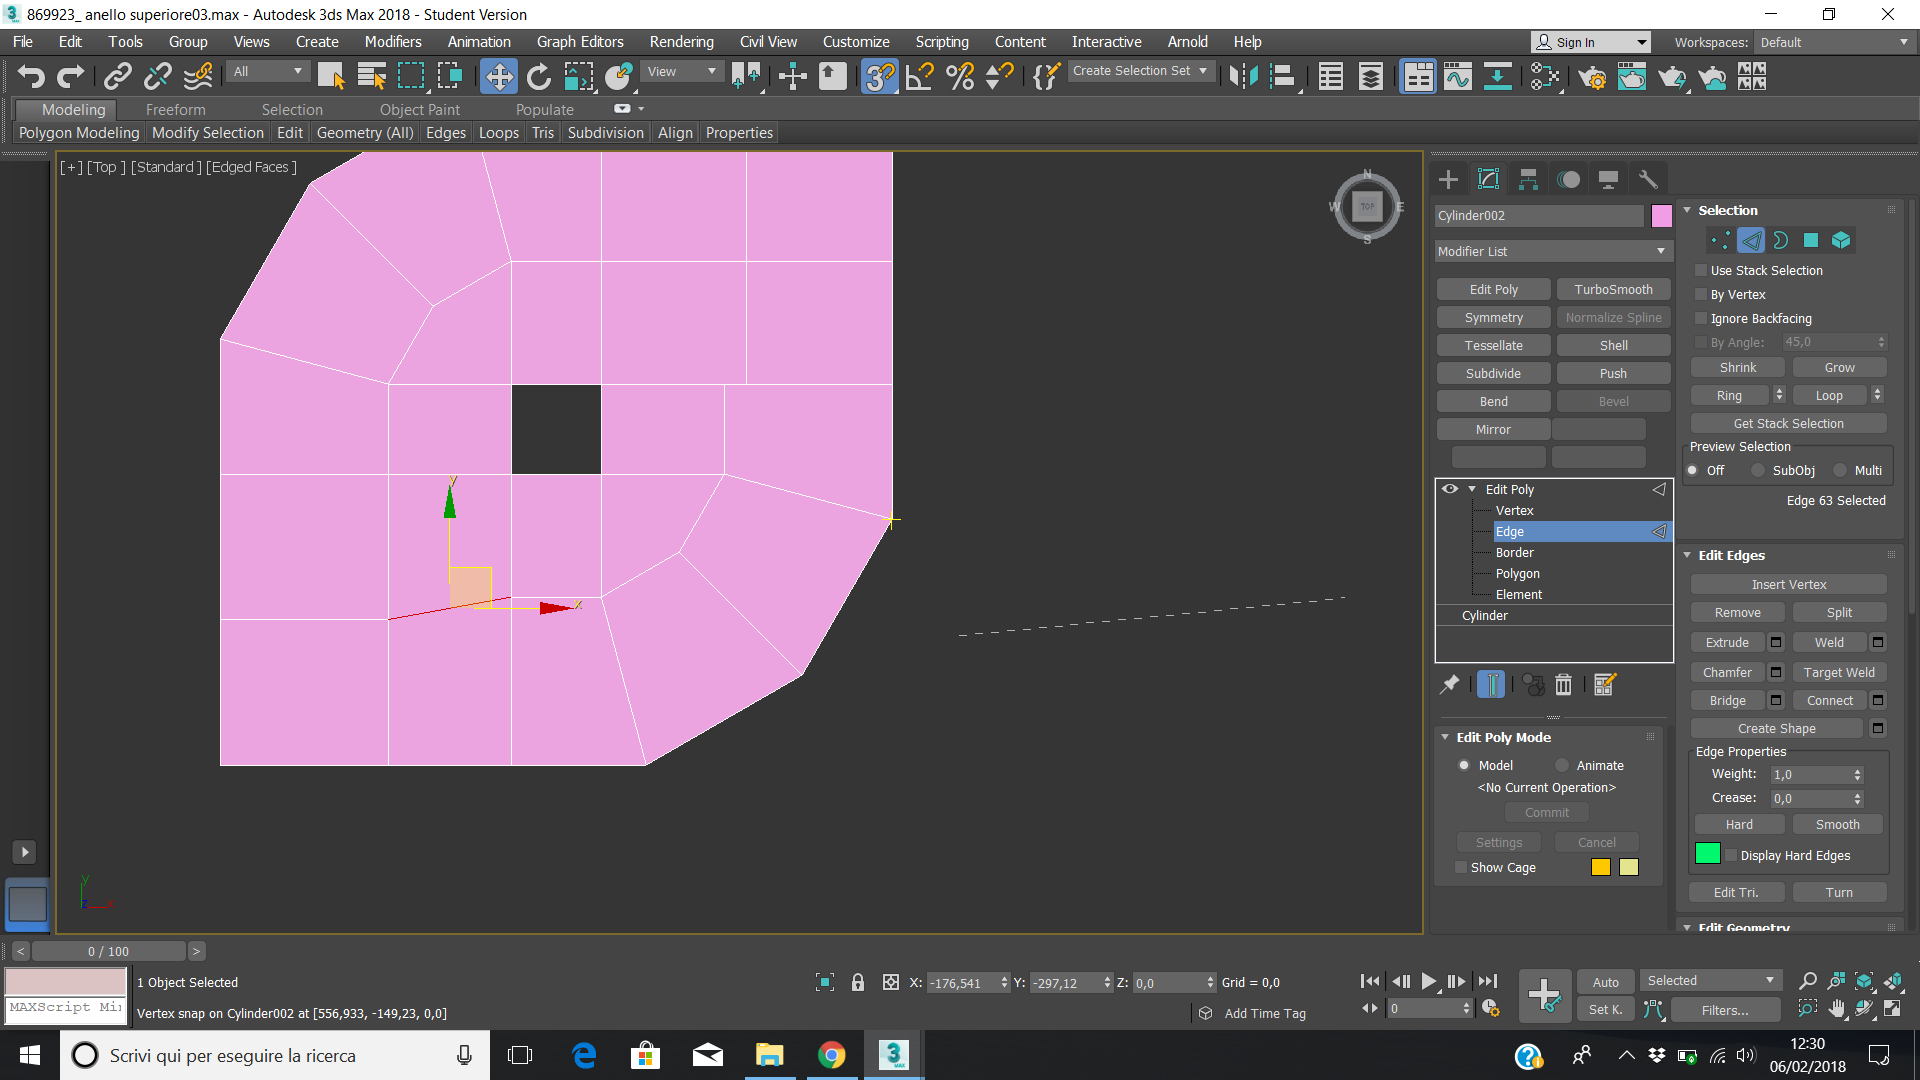 869923_ anello superiore03.max - Autodesk 3ds Max 2018 - Student Version
File Edit Tools Group Views Create Modifiers Animation Graph Editors Rendering Civil View Customize Scripting Content Interactive Arnold Help
Sign In
Workspaces: Default
All
View
Create Selection Set
Modeling Freeform Selection Object Paint Populate
Polygon Modeling Modify Selection Edit Geometry (All) Edges Loops Tris Subdivision Align Properties
[+] [Top ] [Standard ] [Edged Faces ]
N
W TOP E
S
y
x
y
z
Cylinder002
Modifier List
Edit Poly TurboSmooth
Symmetry Normalize Spline
Tessellate Shell
Subdivide Push
Bend Bevel
Mirror
Edit Poly
Vertex
Edge
Border
Polygon
Element
Cylinder
Edit Poly Mode
Model Animate
<No Current Operation>
Commit
Settings Cancel
Show Cage
Selection
Use Stack Selection
By Vertex
Ignore Backfacing
By Angle: 45,0
Shrink Grow
Ring Loop
Get Stack Selection
Preview Selection
Off SubObj Multi
Edge 63 Selected
Edit Edges
Insert Vertex
Remove Split
Extrude Weld
Chamfer Target Weld
Bridge Connect
Create Shape
Edge Properties
Weight: 1,0
Crease: 0,0
Hard Smooth
Display Hard Edges
Edit Tri. Turn
Edit Geometry
< 0 / 100 >
1 Object Selected
X: -176,541 Y: -297,12 Z: 0,0 Grid = 0,0
Auto Selected
MAXScript Mi
Vertex snap on Cylinder002 at [556,933, -149,23, 0,0]
Add Time Tag
0
Set K. Filters...
Scrivi qui per eseguire la ricerca
3
MAX
12:30
06/02/2018